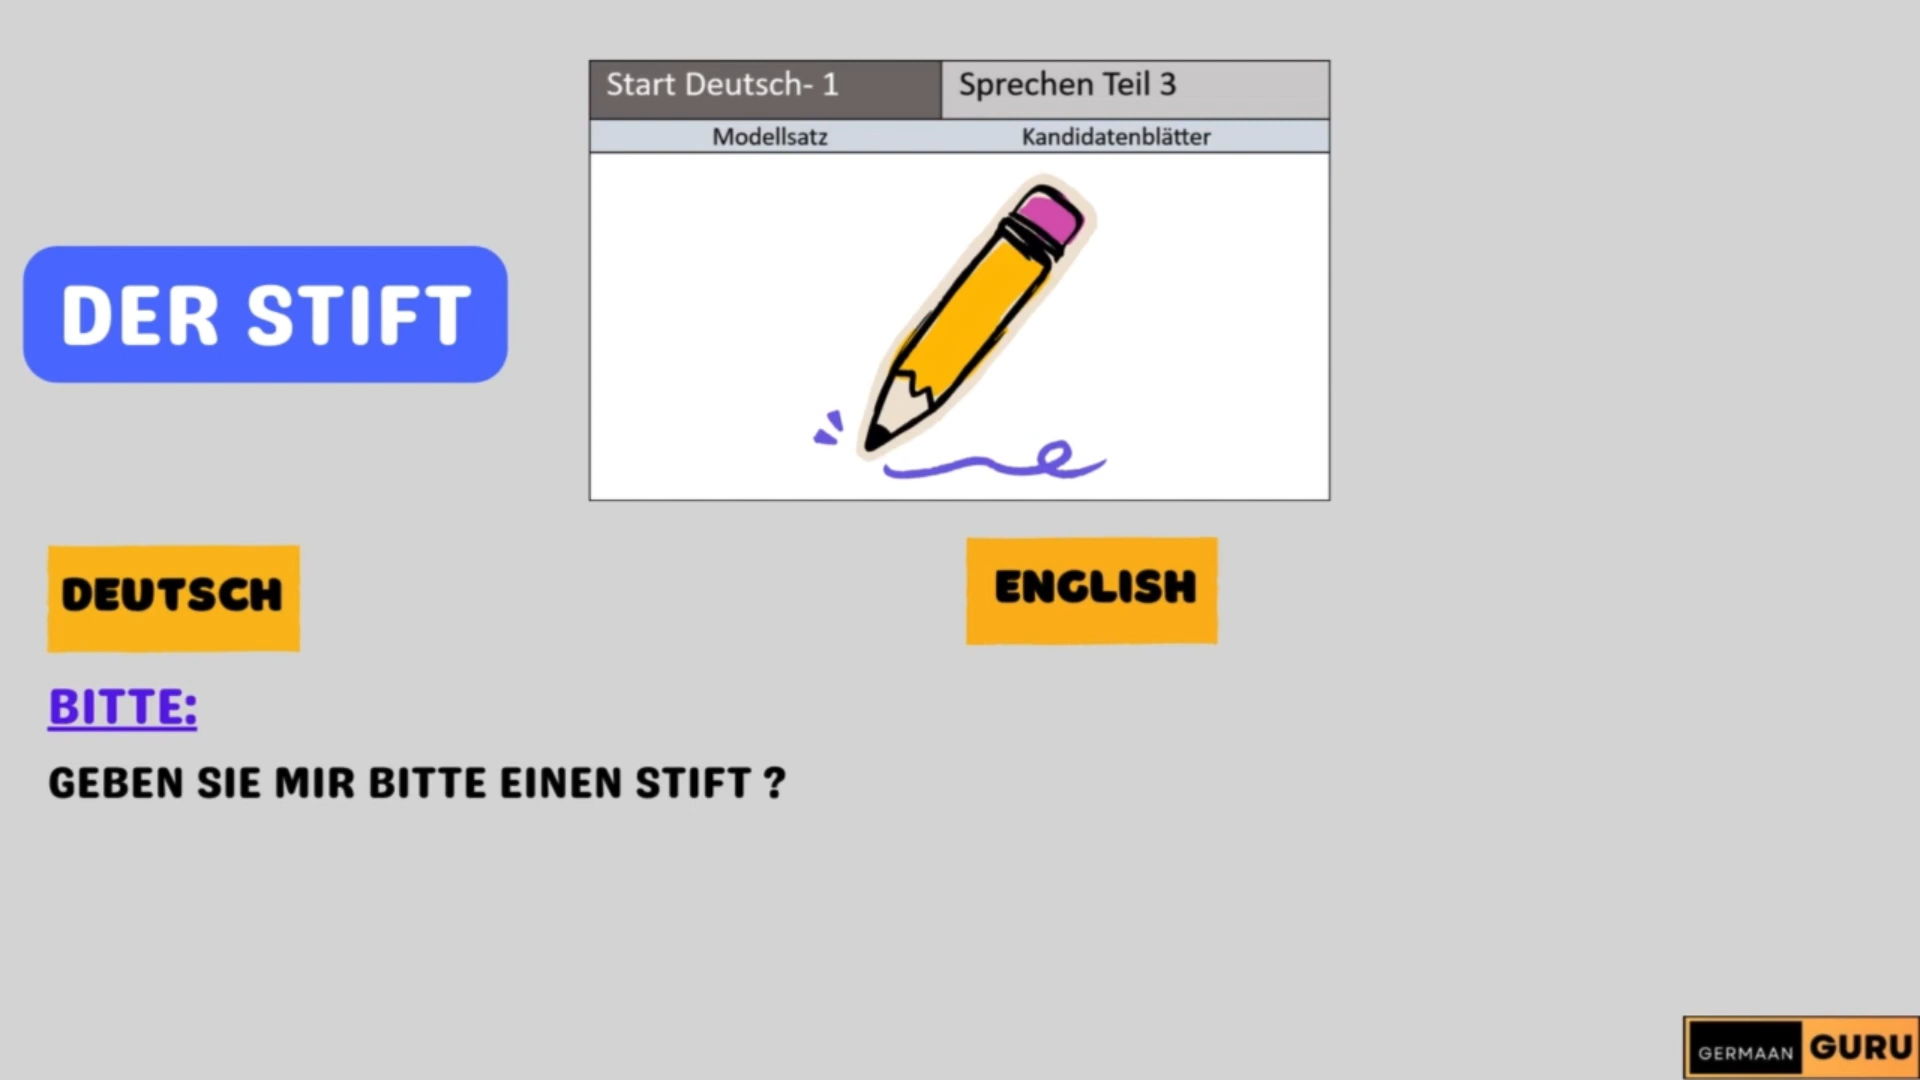 Start Deutsch- 1
Sprechen Teil 3
Modellsatz
Kandidatenblätter
DER STIFT
DEUTSCH
ENGLISH
BITTE:
GEBEN SIE MIR BITTE EINEN STIFT ?
GERMAAN GURU